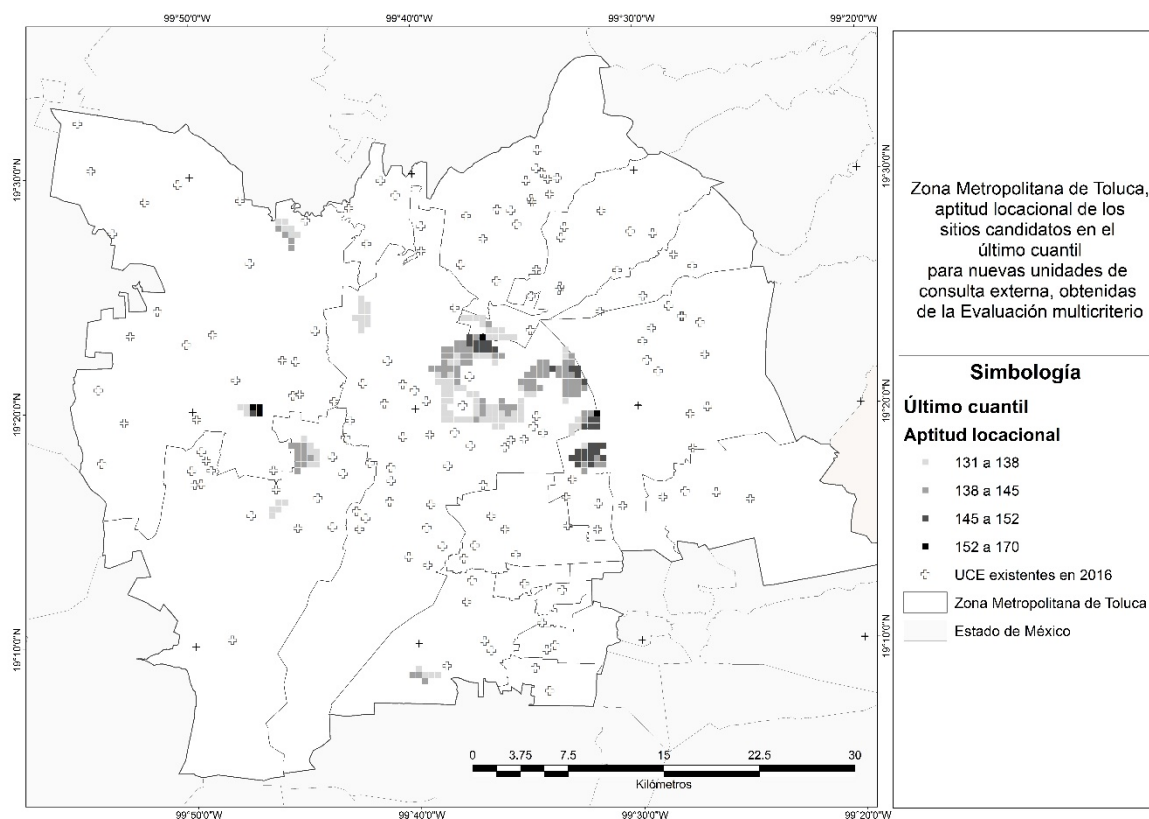 99°50'0"W
99°40'0"W
99°30'0"W
99°20'0"W
19°30'0"N
19°30'0"N
19°20'0"N
19°20'0"N
19°10'0"N
19°10'0"N
0
3.75
7.5
15
22.5
30
Kilómetros
99°50'0"W
99°40'0"W
99°30'0"W
99°20'0"W
Zona Metropolitana de Toluca,
aptitud locacional de los
sitios candidatos en el
último cuantil
para nuevas unidades de
consulta externa, obtenidas
de la Evaluación multicriterio
Simbología
Último cuantil
Aptitud locacional
131 a 138
138 a 145
145 a 152
152 a 170
UCE existentes en 2016
Zona Metropolitana de Toluca
Estado de México